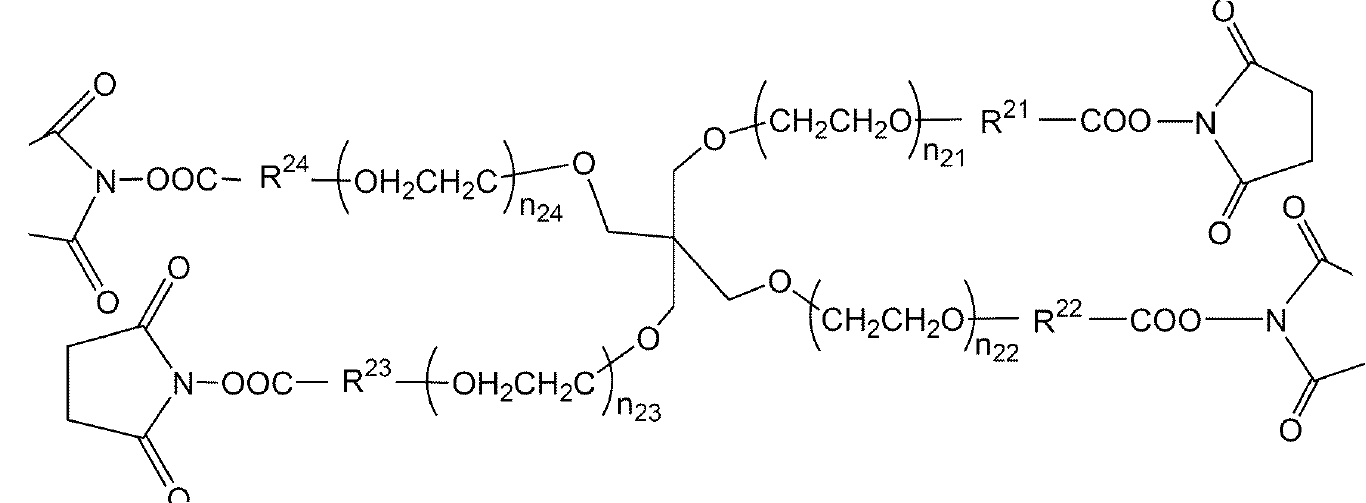 O
O
O (CH₂CH₂O)n₂₁ R²¹ COO N
N OOC R²⁴ (OH₂CH₂C)n₂₄ O
O
O
O
O
O
O (CH₂CH₂O)n₂₂ R²² COO N
O
N OOC R²³ (OH₂CH₂C)n₂₃
O
O